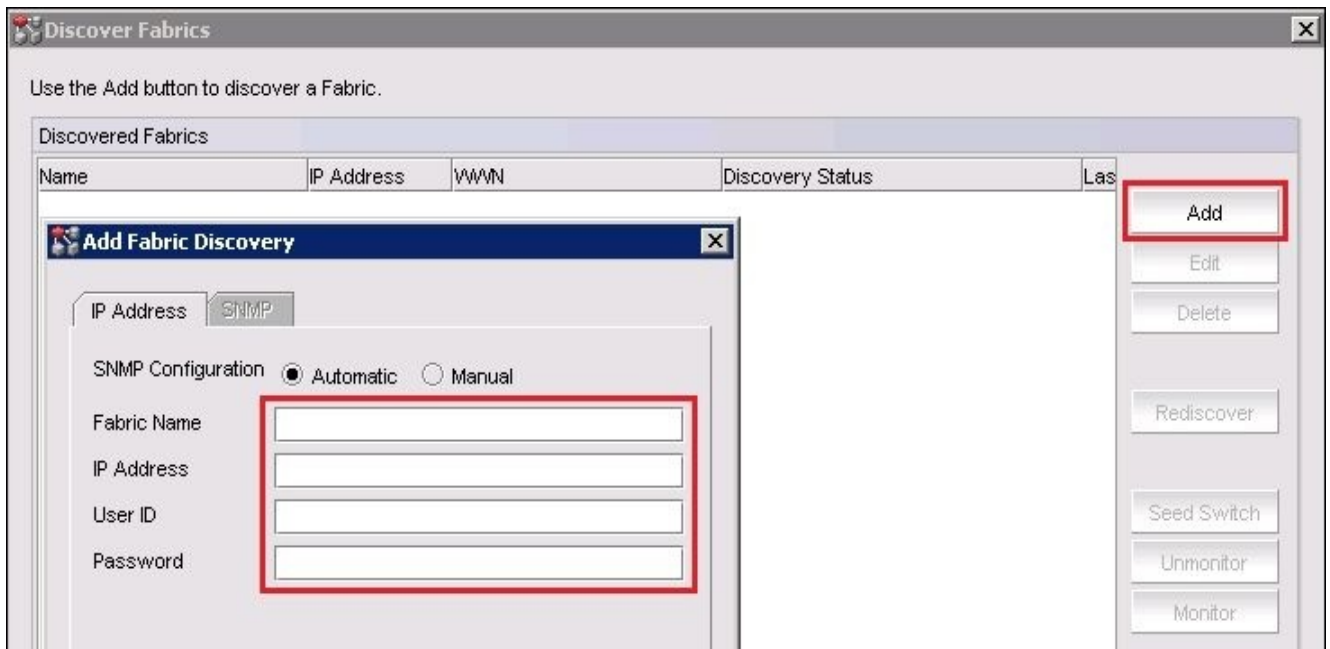 Discover Fabrics
Use the Add button to discover a Fabric.
Discovered Fabrics
Name IP Address WWN Discovery Status Las
Add
Edit
Delete
Rediscover
Seed Switch
Unmonitor
Monitor
Add Fabric Discovery
IP Address SNMP
SNMP Configuration Automatic Manual
Fabric Name
IP Address
User ID
Password